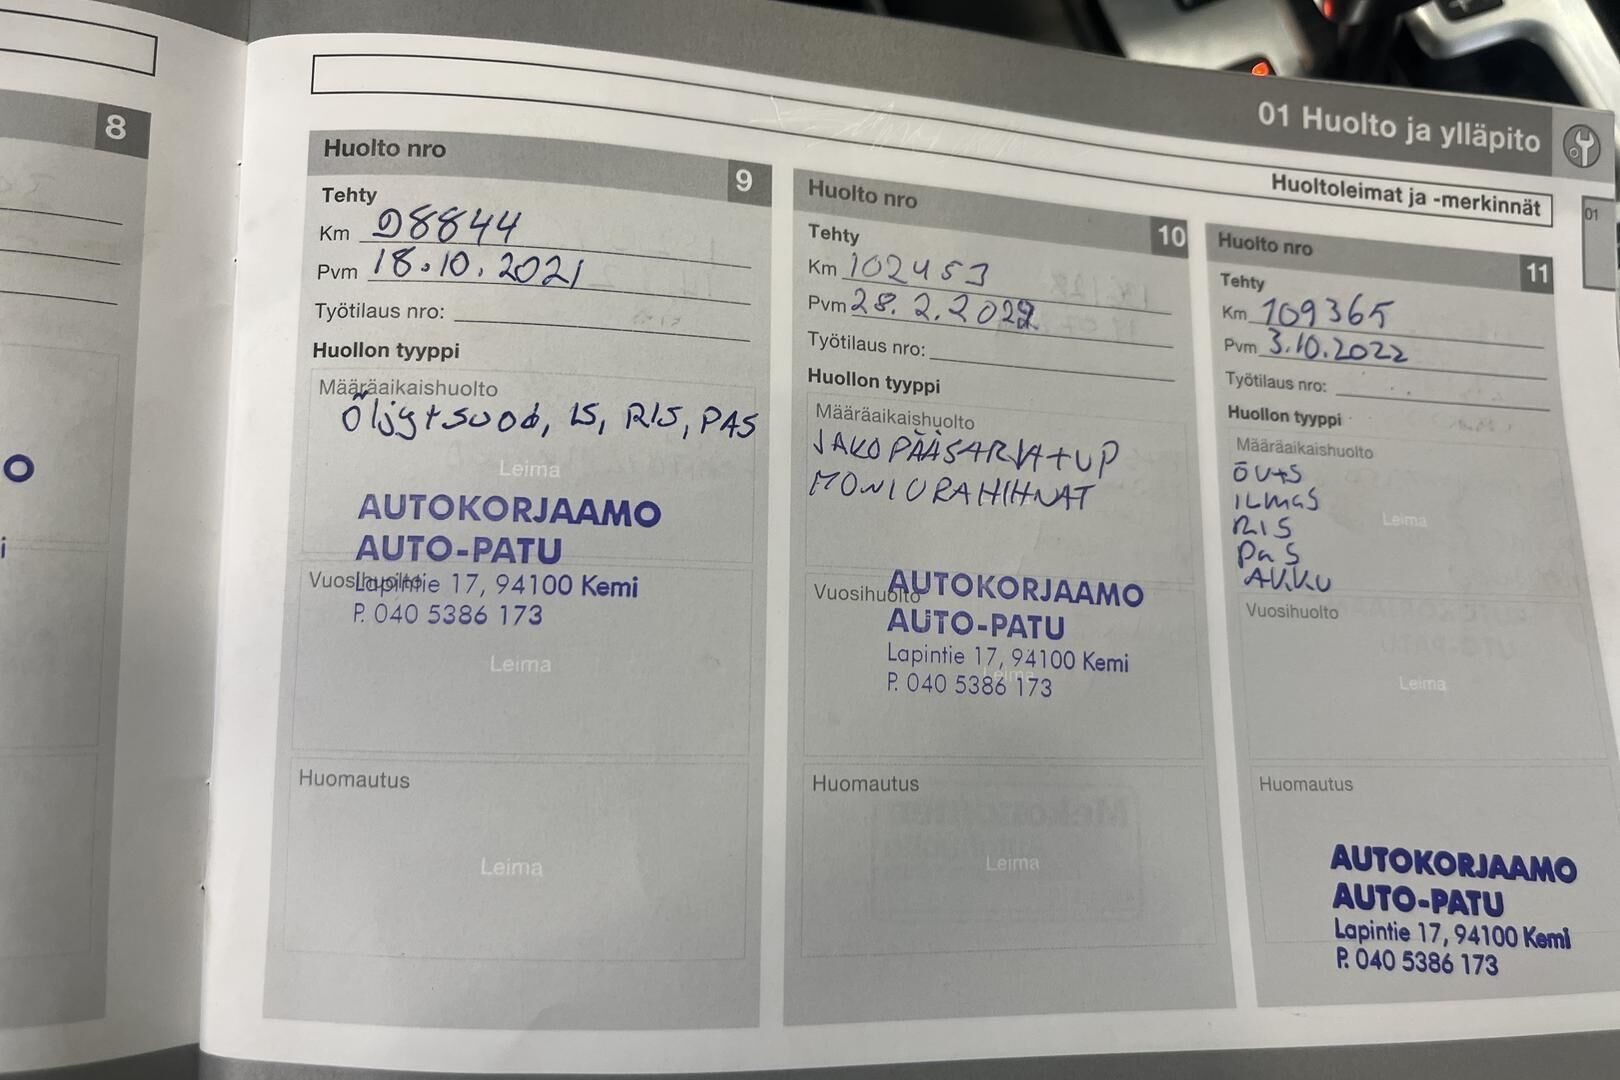 8
O
i
01 Huolto ja ylläpito
Huoltoleimat ja -merkinnät
01
Huolto nro
9
Tehty
Km 98844
Pvm 18.10.2021
Työtilaus nro:
Huollon tyyppi
Määräaikaishuolto
Öljyt+suod, IS, RIS, PAS
Leima
AUTOKORJAAMO
AUTO-PATU
Vuosihuolto
Lapintie 17, 94100 Kemi
P. 040 5386 173
Leima
Huomautus
Leima
Huolto nro
10
Tehty
Km 102453
Pvm 28.2.2022
Työtilaus nro:
Huollon tyyppi
Määräaikaishuolto
JAKOPÄÄSARJA+UP
MONIURAHIHNAT
Vuosihuolto
AUTOKORJAAMO
AUTO-PATU
Lapintie 17, 94100 Kemi
Leima
P. 040 5386 173
Huomautus
Leima
Huolto nro
11
Tehty
Km 109365
Pvm 3.10.2022
Työtilaus nro:
Huollon tyyppi
Määräaikaishuolto
ÖV+S
ILMAS
Leima
RIS
PaS
AKKU
Vuosihuolto
Leima
Huomautus
AUTOKORJAAMO
AUTO-PATU
Lapintie 17, 94100 Kemi
P. 040 5386 173